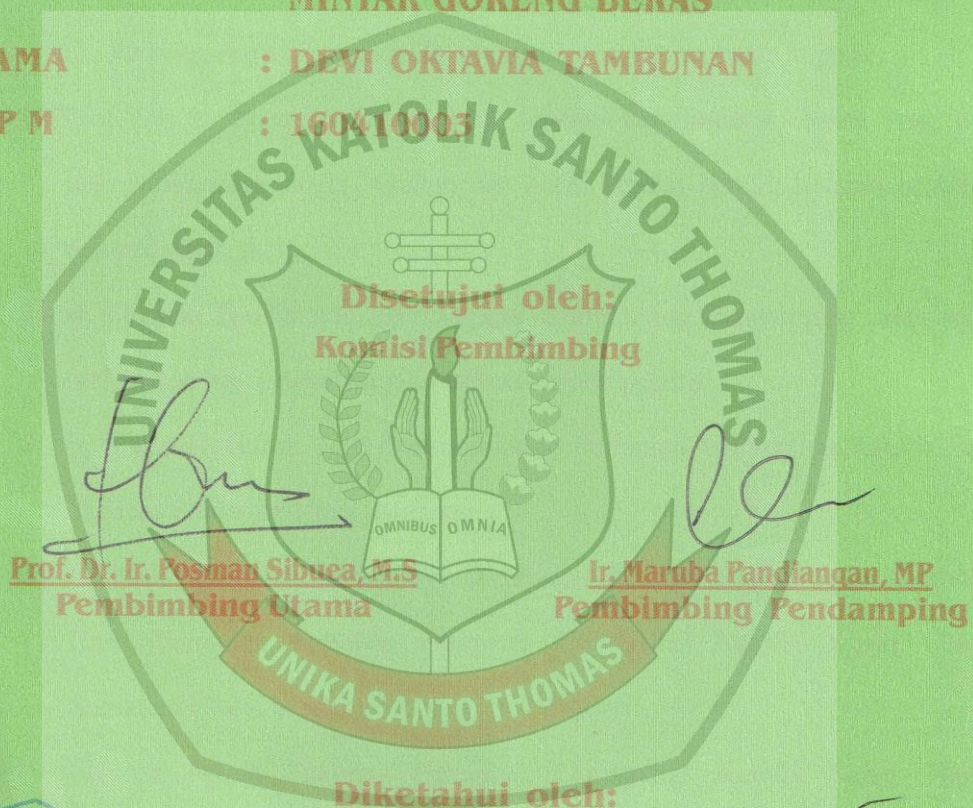 MINYAK GORENG BEKAS
AMA : DEVI OKTAVIA TAMBUNAN
P M : 160410003
UNIVERSITAS KATOLIK SANTO THOMAS
Disetujui oleh:
Komisi Pembimbing
OMNIBUS OMNIA
Prof. Dr. Ir. Posman Sibuea, M.S
Ir. Maruba Pandiangan, MP
Pembimbing Utama
Pembimbing Pendamping
UNIKA SANTO THOMAS
Diketahui oleh: